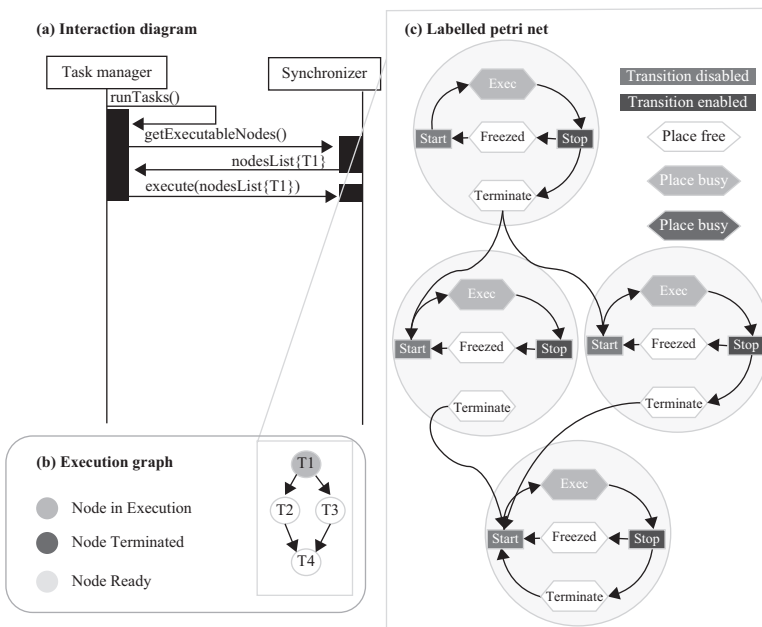 (a) Interaction diagram
Task manager
Synchronizer
runTasks()
getExecutableNodes()
nodesList{T1}
execute(nodesList{T1})
(b) Execution graph
Node in Execution
Node Terminated
Node Ready
T1
T2
T3
T4
(c) Labelled petri net
Exec
Start
Freezed
Stop
Terminate
Transition disabled
Transition enabled
Place free
Place busy
Place busy
Exec
Start
Freezed
Stop
Terminate
Exec
Start
Freezed
Stop
Terminate
Exec
Start
Freezed
Stop
Terminate